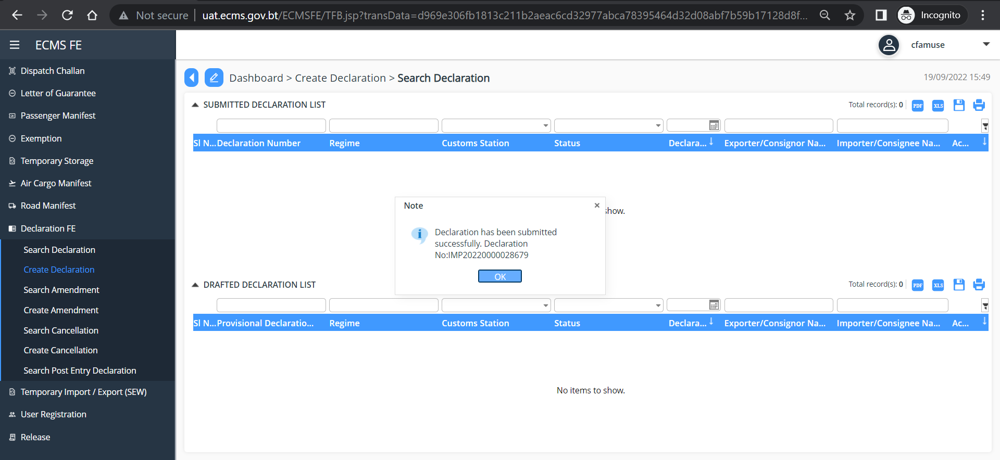 Not secure uat.ecms.gov.bt/ECMSFE/TFB.jsp?transData=d969e306fb1813c211b2aeac6cd32977abca78395464d32d08abf7b59b17128d8f... Incognito
ECMS FE
cfamuse
Dispatch Challan
Letter of Guarantee
Passenger Manifest
Exemption
Temporary Storage
Air Cargo Manifest
Road Manifest
Declaration FE
Search Declaration
Create Declaration
Search Amendment
Create Amendment
Search Cancellation
Create Cancellation
Search Post Entry Declaration
Temporary Import / Export (SEW)
User Registration
Release
Dashboard > Create Declaration > Search Declaration
19/09/2022 15:49
SUBMITTED DECLARATION LIST
Total record(s): 0 PDF XLS
Sl N... Declaration Number Regime Customs Station Status Declara... Exporter/Consignor Na... Importer/Consignee Na... Ac...
show.
Note
Declaration has been submitted
successfully. Declaration
No:IMP20220000028679
OK
DRAFTED DECLARATION LIST
Total record(s): 0 PDF XLS
Sl N... Provisional Declaratio... Regime Customs Station Status Declara... Exporter/Consignor Na... Importer/Consignee Na... Ac...
No items to show.